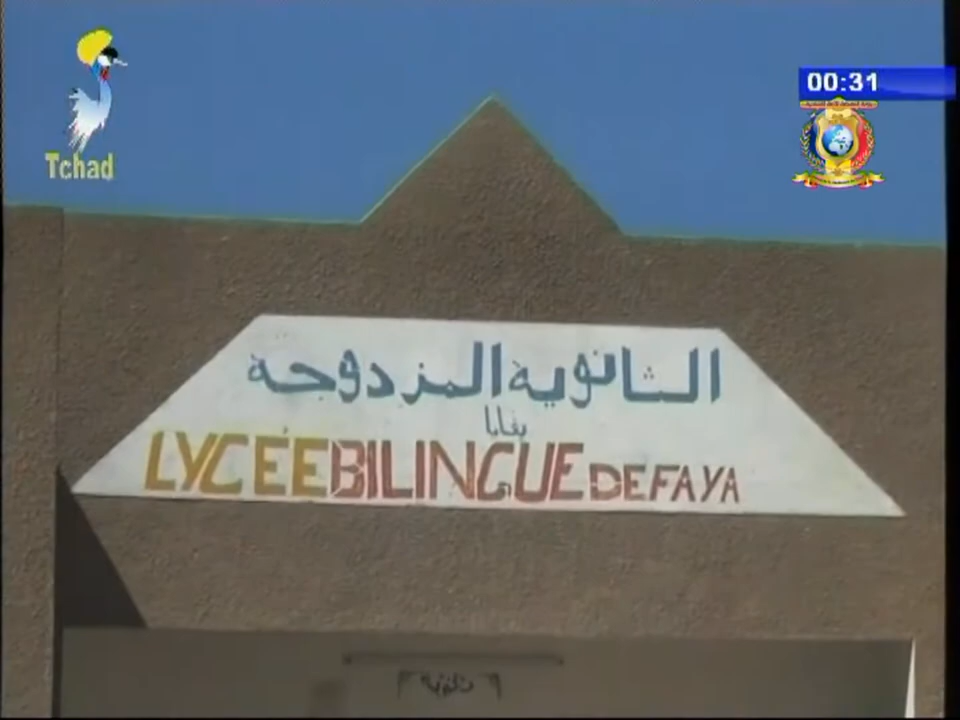 Tchad
00:31
الثانوية المزدوجة
بفايا
LYCÉE BILINGUE DE FAYA